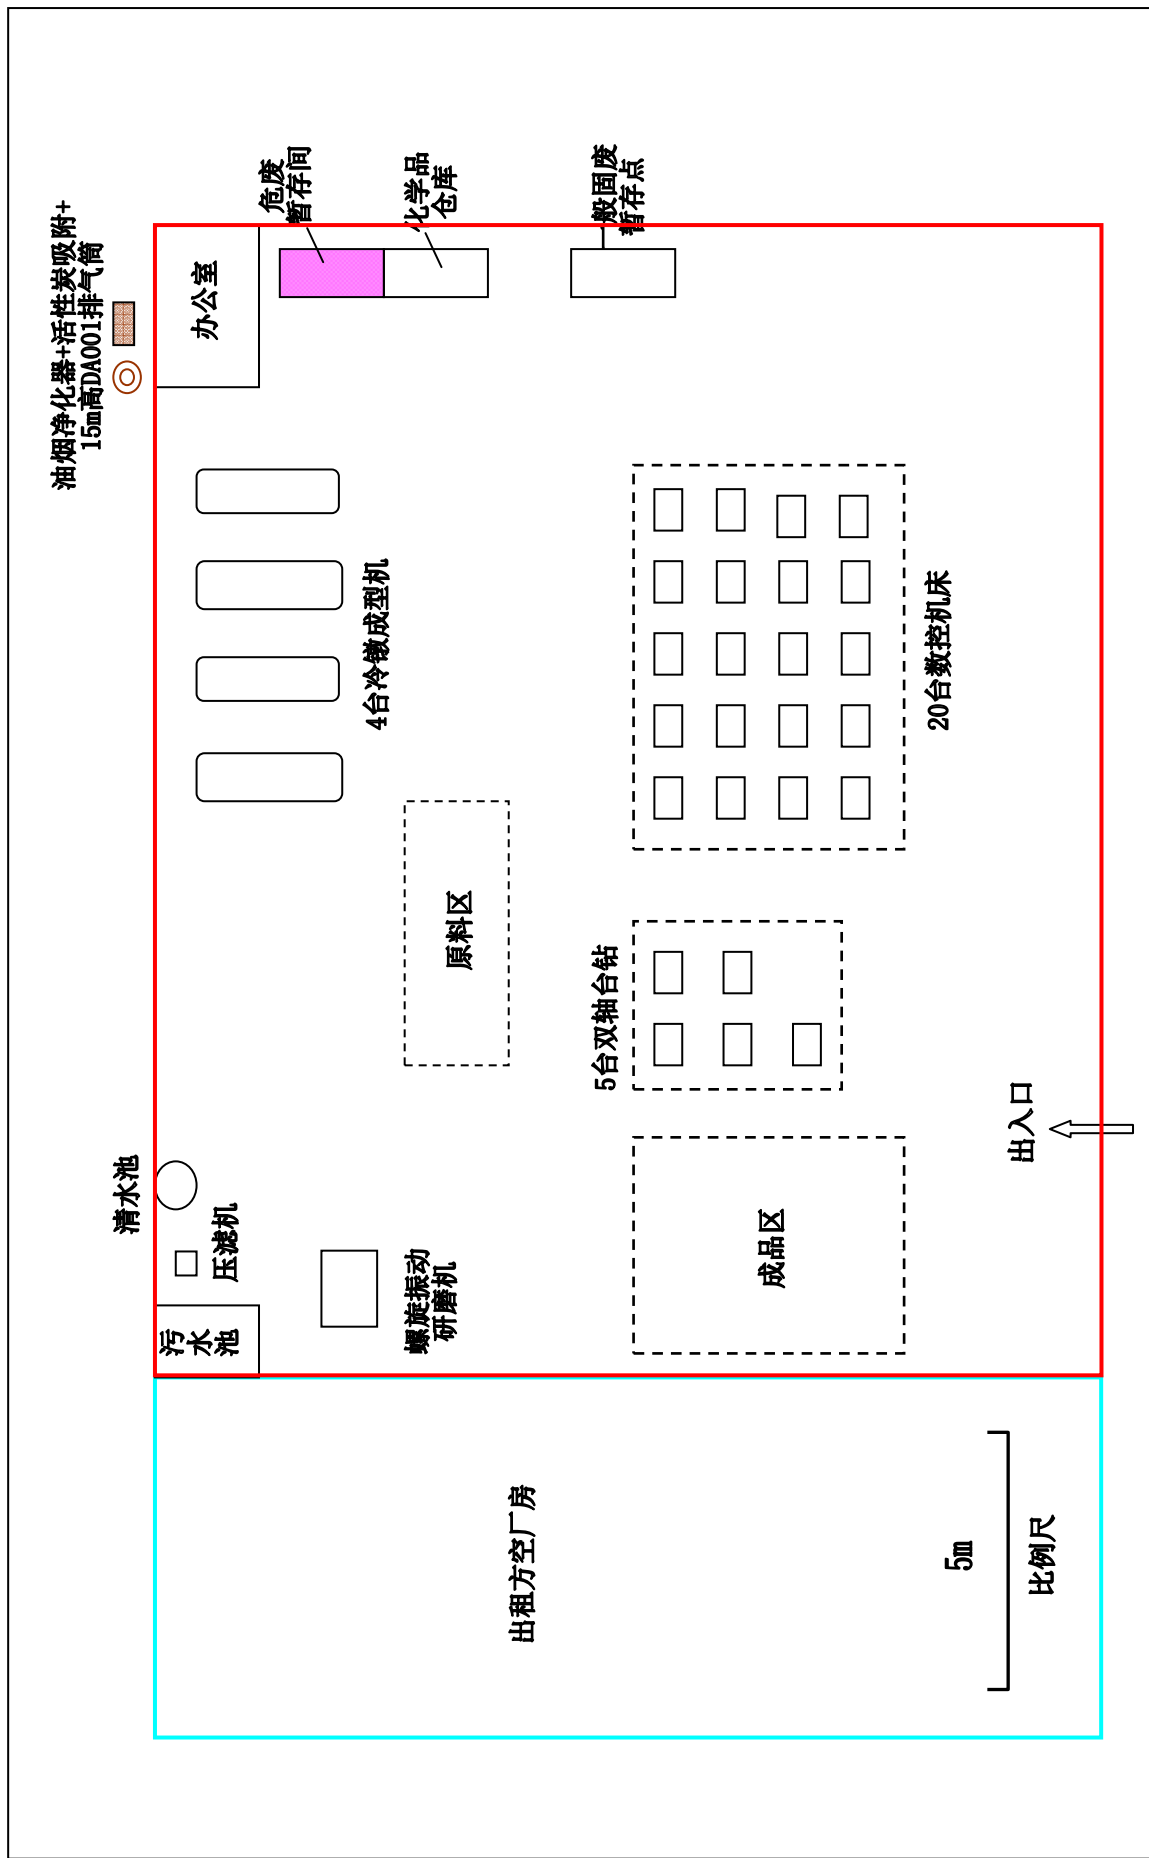 油烟净化器+活性炭吸附+
15m高DA001排气筒
清水池
污
水
池
压滤机
办公室
危废
暂存间
4台冷镦成型机
螺旋振动
研磨机
化学品
仓库
原料区
出租方空厂房
5台双轴台钻
一般固废
暂存点
成品区
20台数控机床
5m
出入口
比例尺